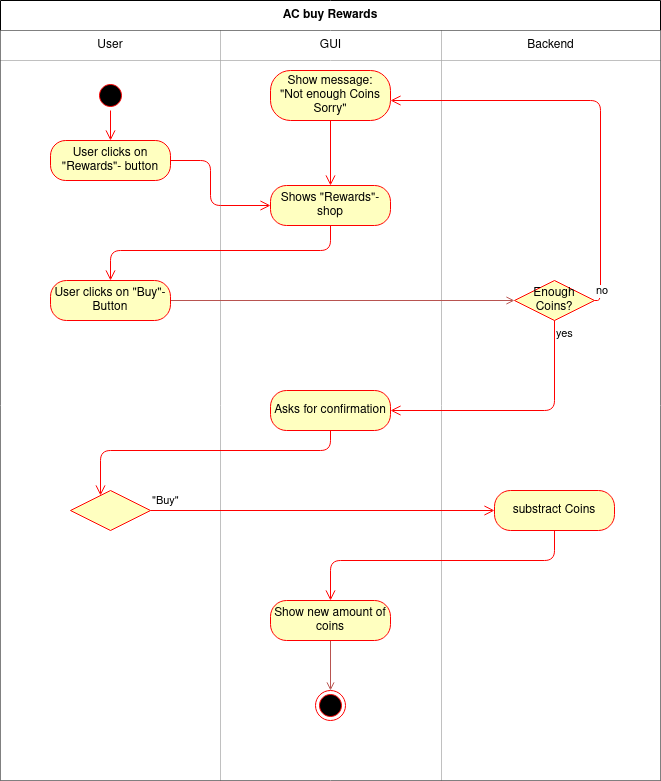 AC buy Rewards
User
GUI
Backend
Show message:
"Not enough Coins
Sorry"
User clicks on
"Rewards"- button
Shows "Rewards"-
shop
User clicks on "Buy"-
Button
Enough
Coins?
no
yes
Asks for confirmation
"Buy"
substract Coins
Show new amount of
coins